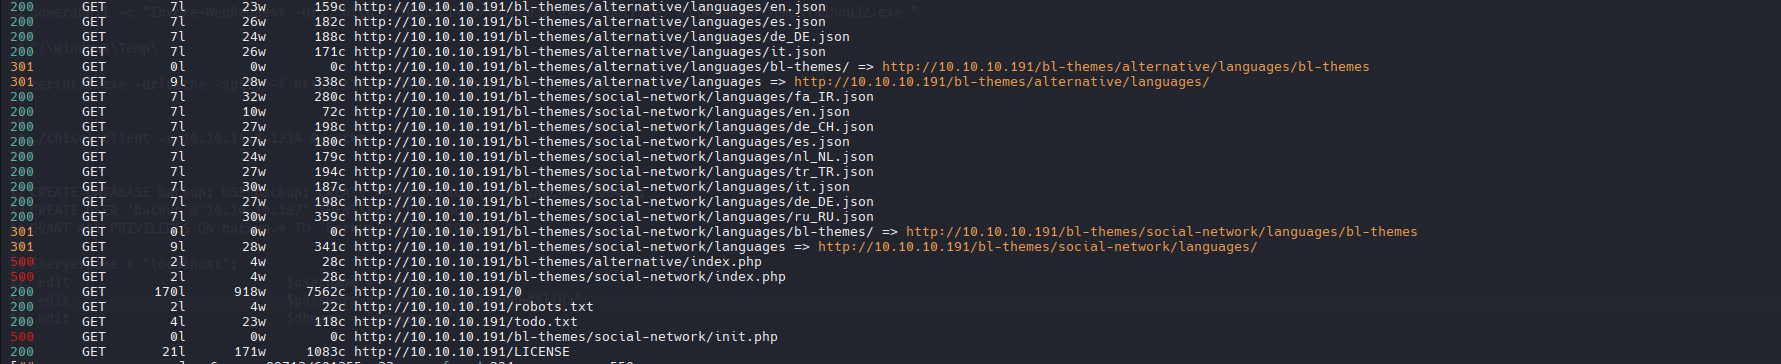 200 GET 7l 23w 159c http://10.10.10.191/bl-themes/alternative/languages/en.json
200 GET 7l 26w 182c http://10.10.10.191/bl-themes/alternative/languages/es.json
200 GET 7l 24w 188c http://10.10.10.191/bl-themes/alternative/languages/de_DE.json
200 GET 7l 26w 171c http://10.10.10.191/bl-themes/alternative/languages/it.json
301 GET 0l 0w 0c http://10.10.10.191/bl-themes/alternative/languages/bl-themes/ => http://10.10.10.191/bl-themes/alternative/languages/bl-themes
301 GET 9l 28w 338c http://10.10.10.191/bl-themes/alternative/languages => http://10.10.10.191/bl-themes/alternative/languages/
200 GET 7l 32w 280c http://10.10.10.191/bl-themes/social-network/languages/fa_IR.json
200 GET 7l 10w 72c http://10.10.10.191/bl-themes/social-network/languages/en.json
200 GET 7l 27w 198c http://10.10.10.191/bl-themes/social-network/languages/de_CH.json
200 GET 7l 27w 180c http://10.10.10.191/bl-themes/social-network/languages/es.json
200 GET 7l 24w 179c http://10.10.10.191/bl-themes/social-network/languages/nl_NL.json
200 GET 7l 27w 194c http://10.10.10.191/bl-themes/social-network/languages/tr_TR.json
200 GET 7l 30w 187c http://10.10.10.191/bl-themes/social-network/languages/it.json
200 GET 7l 27w 198c http://10.10.10.191/bl-themes/social-network/languages/de_DE.json
200 GET 7l 30w 359c http://10.10.10.191/bl-themes/social-network/languages/ru_RU.json
301 GET 0l 0w 0c http://10.10.10.191/bl-themes/social-network/languages/bl-themes/ => http://10.10.10.191/bl-themes/social-network/languages/bl-themes
301 GET 9l 28w 341c http://10.10.10.191/bl-themes/social-network/languages => http://10.10.10.191/bl-themes/social-network/languages/
500 GET 2l 4w 28c http://10.10.10.191/bl-themes/alternative/index.php
500 GET 2l 4w 28c http://10.10.10.191/bl-themes/social-network/index.php
200 GET 170l 918w 7562c http://10.10.10.191/0
200 GET 2l 4w 22c http://10.10.10.191/robots.txt
200 GET 4l 23w 118c http://10.10.10.191/todo.txt
500 GET 0l 0w 0c http://10.10.10.191/bl-themes/social-network/init.php
200 GET 21l 171w 1083c http://10.10.10.191/LICENSE